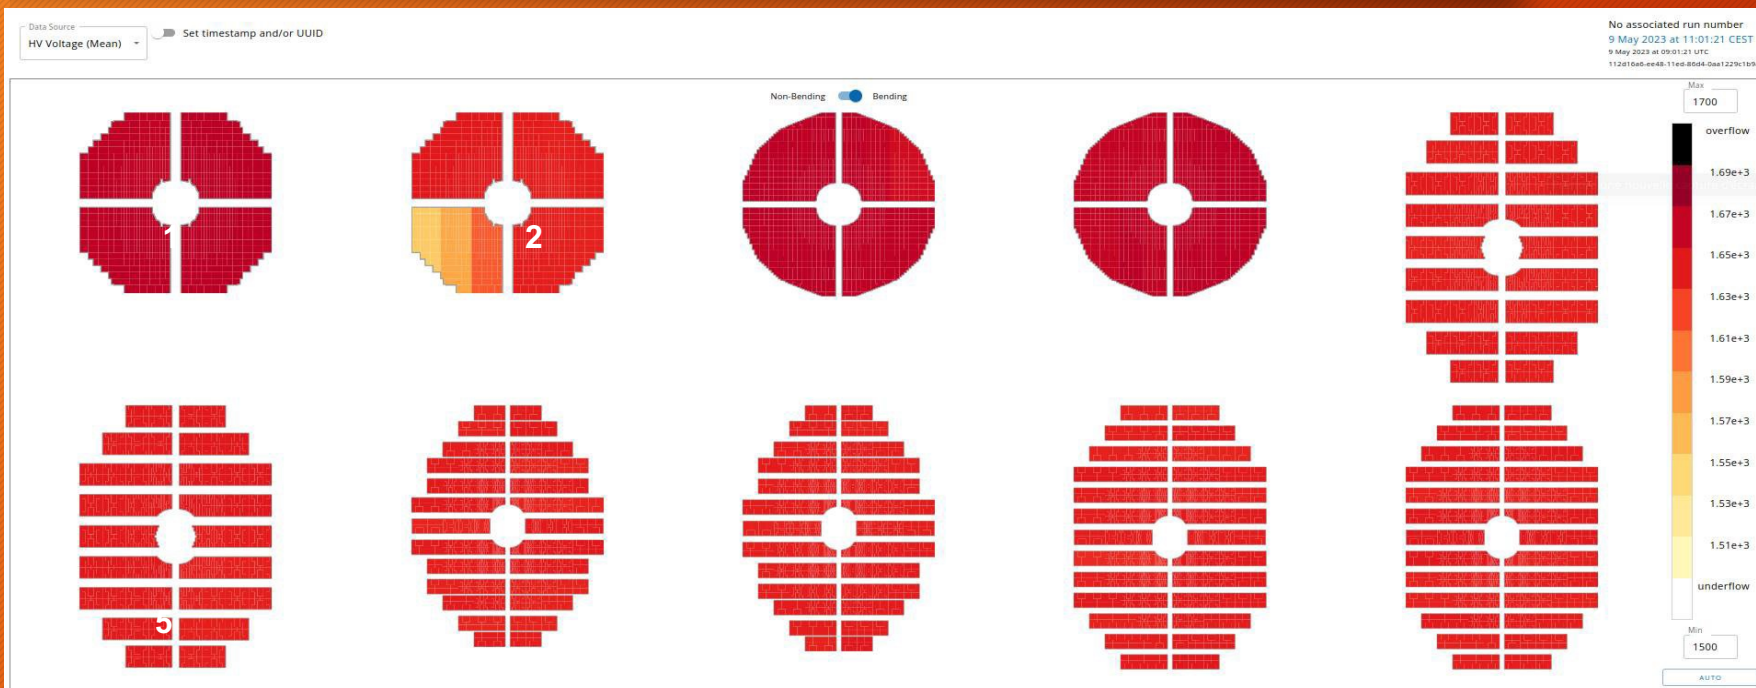 Data Source
HV Voltage (Mean)
Set timestamp and/or UUID
No associated run number
9 May 2023 at 11:01:21 CEST
9 May 2023 at 09:01:21 UTC
Non-Bending
Bending
Max
1700
overflow
1.69e+3
1.67e+3
1.65e+3
1.63e+3
1.61e+3
1.59e+3
1.57e+3
1.55e+3
1.53e+3
1.51e+3
underflow
Min
1500
AUTO
1
2
5